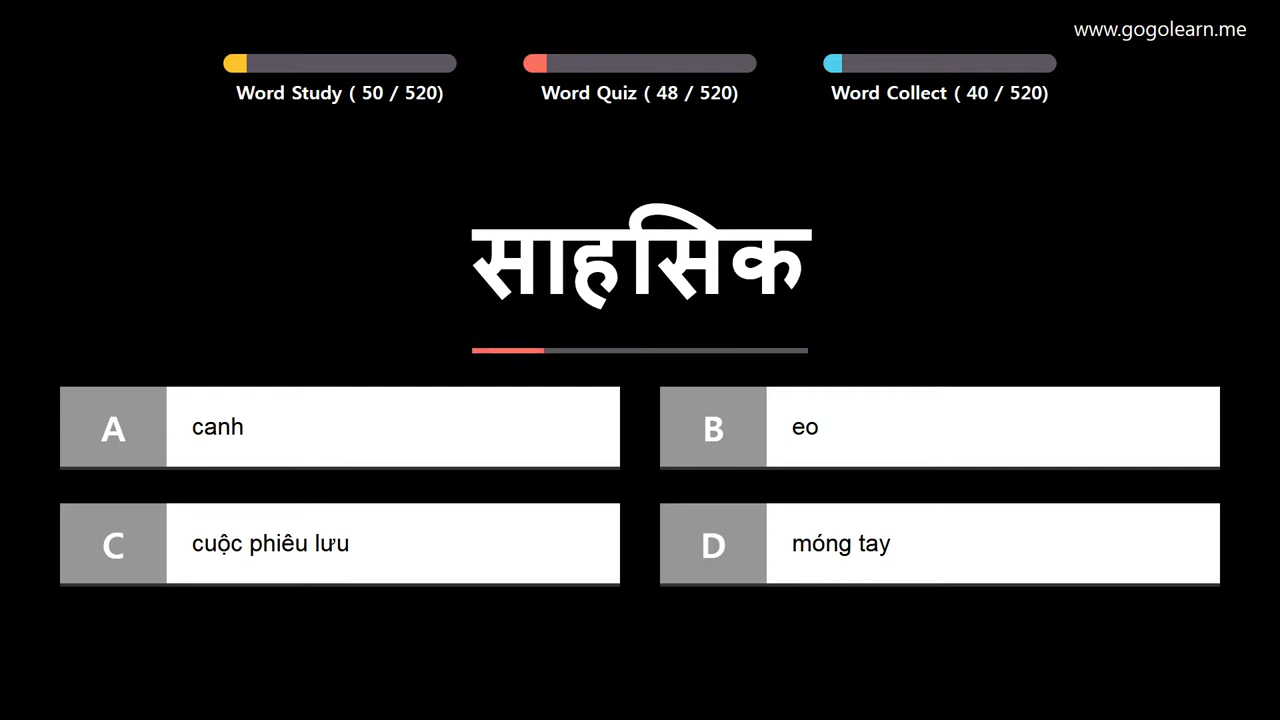 www.gogolearn.me
Word Study ( 50 / 520)
Word Quiz ( 48 / 520)
Word Collect ( 40 / 520)
साहसिक
A canh
B eo
C cuộc phiêu lưu
D móng tay